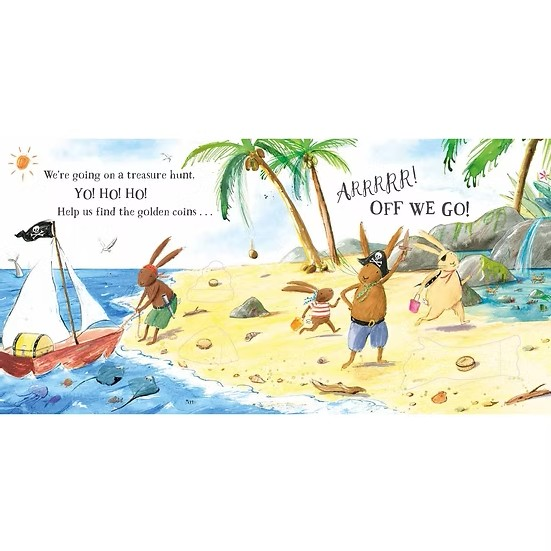 We're going on a treasure hunt.
YO! HO! HO!
Help us find the golden coins . . .
ARRRRR!
OFF WE GO!